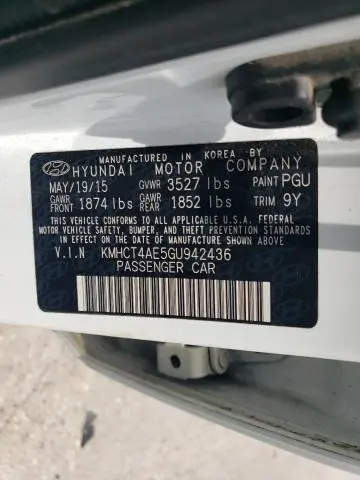 MANUFACTURED IN KOREA BY
HYUNDAI MOTOR COMPANY
MAY/19/15 GVWR 3527 lbs PAINT PGU
GAWR FRONT 1874 lbs GAWR REAR 1852 lbs TRIM 9Y
THIS VEHICLE CONFORMS TO ALL APPLICABLE U.S.A. FEDERAL
MOTOR VEHICLE SAFETY, BUMPER, AND THEFT PREVENTION
STANDARDS IN EFFECT ON THE DATE OF MANUFACTURE SHOWN ABOVE.
V.I.N KMHCT4AE5GU942436
PASSENGER CAR